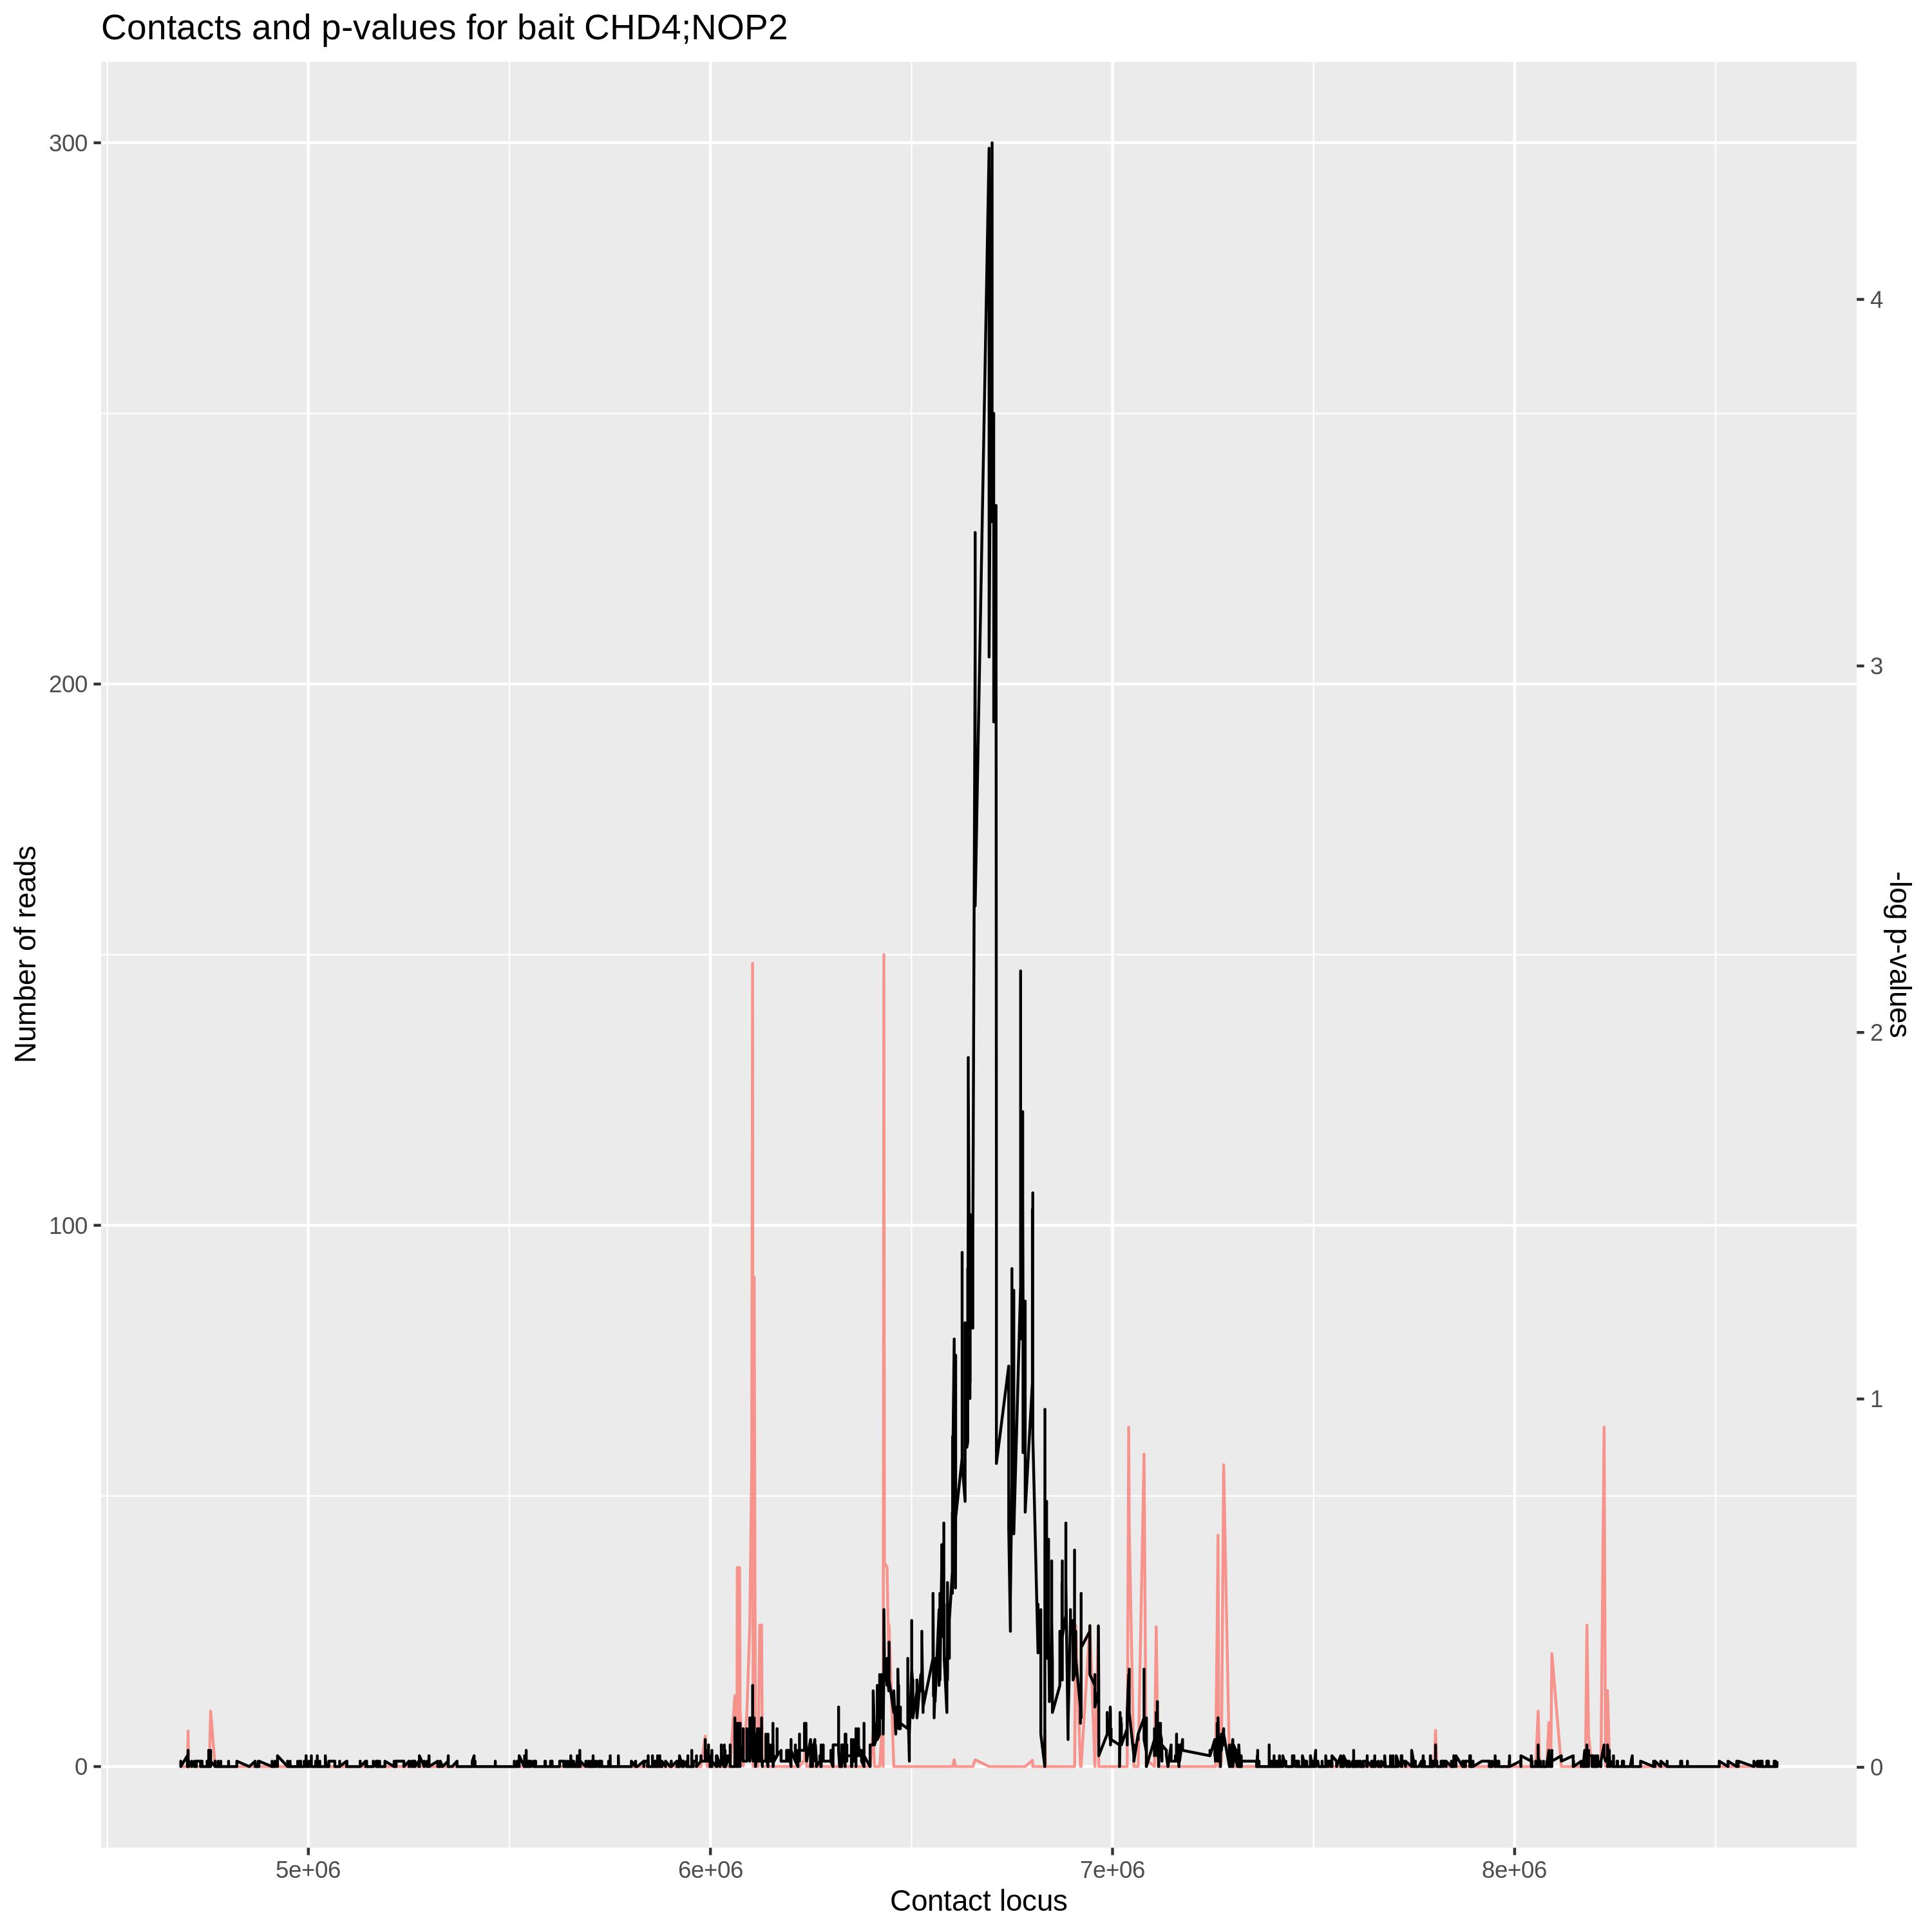 Contacts and p-values for bait CHD4;NOP2
300
200
100
0
Number of reads
4
3
2
1
0
-log p-values
5e+06 6e+06 7e+06 8e+06
Contact locus